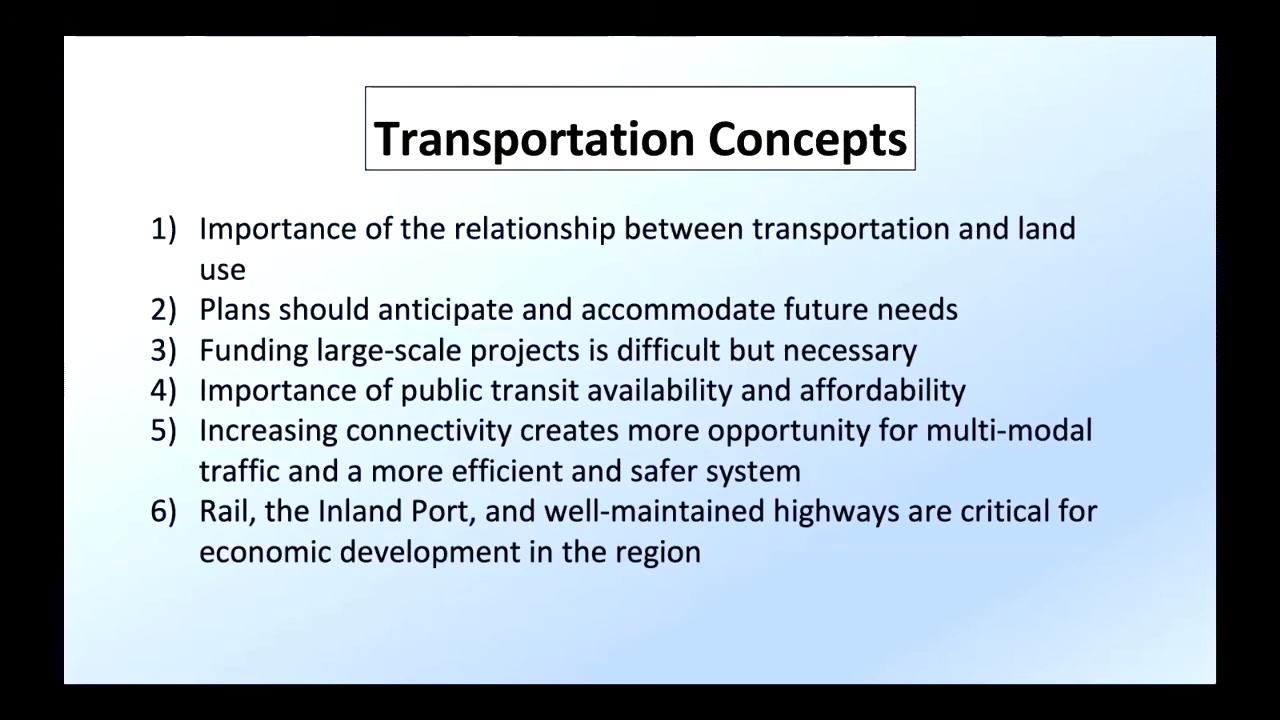 Transportation Concepts
1) Importance of the relationship between transportation and land
use
2) Plans should anticipate and accommodate future needs
3) Funding large-scale projects is difficult but necessary
4) Importance of public transit availability and affordability
5) Increasing connectivity creates more opportunity for multi-modal
traffic and a more efficient and safer system
6) Rail, the Inland Port, and well-maintained highways are critical for
economic development in the region